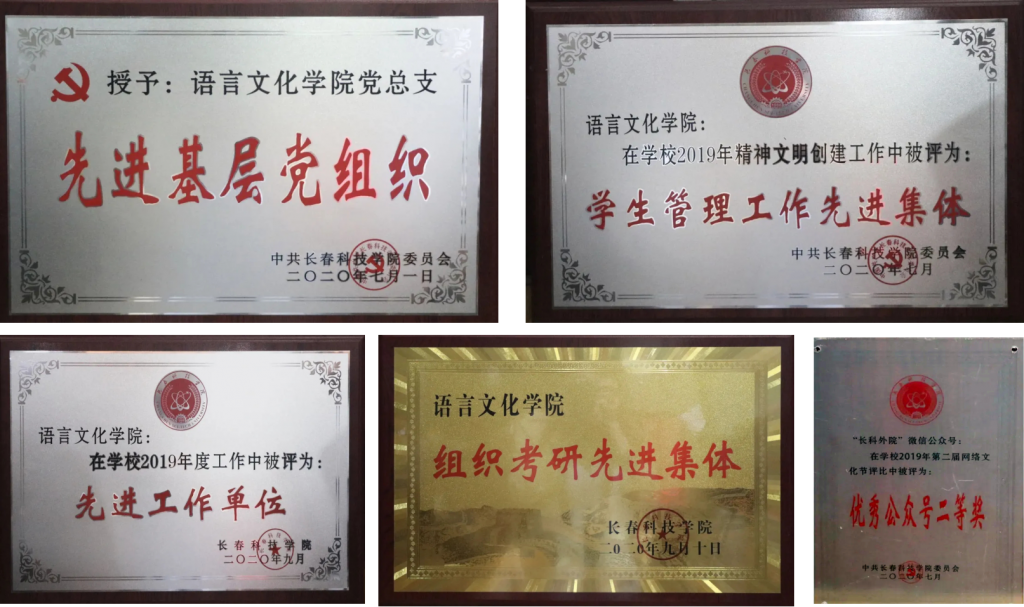 授予：语言文化学院党总支
先进基层党组织
中共长春科技学院委员会
二〇二〇年七月一日
语言文化学院：
在学校2019年精神文明创建工作中被评为：
学生管理工作先进集体
中共长春科技学院委员会
二〇二〇年七月
语言文化学院：
在学校2019年度工作中被评为：
先进工作单位
长春科技学院
二〇二〇年九月
语言文化学院
组织考研先进集体
长春科技学院
二〇二〇年九月十日
“长科外院”微信公众号：
在学校2019年第二届网络文
化节评比中被评为：
优秀公众号二等奖
中共长春科技学院委员会
二〇二〇年七月